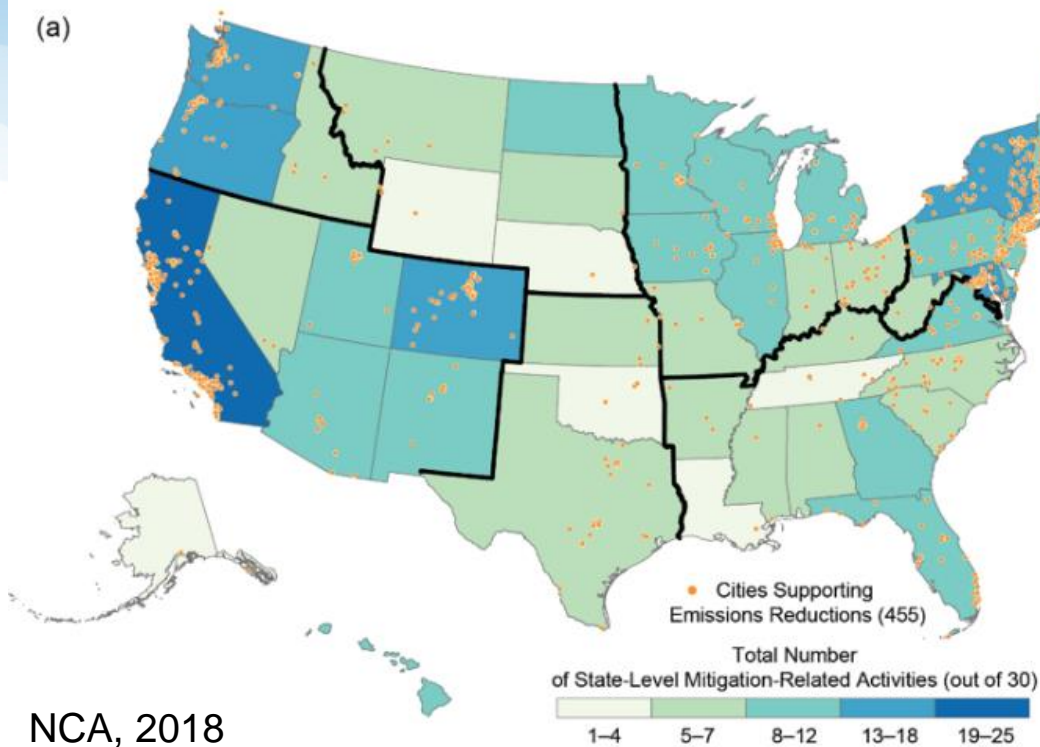 (a)
Cities Supporting
Emissions Reductions (455)
Total Number
of State-Level Mitigation-Related Activities (out of 30)
1–4 5–7 8–12 13–18 19–25
NCA, 2018